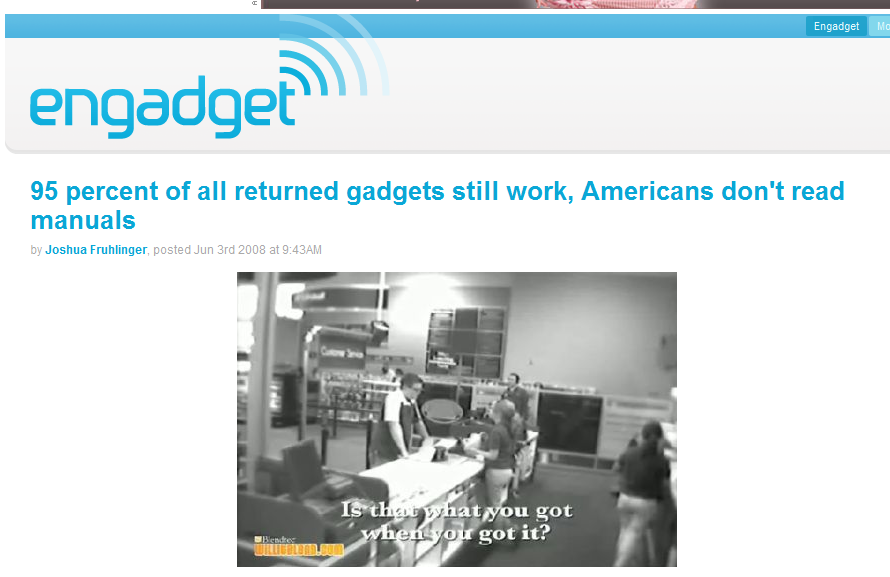 Engadget
engadget
95 percent of all returned gadgets still work, Americans don't read
manuals
by Joshua Fruhlinger, posted Jun 3rd 2008 at 9:43AM
Customer Service
Is that what you got
when you got it?
Blendtec
WILLITBLEND.COM